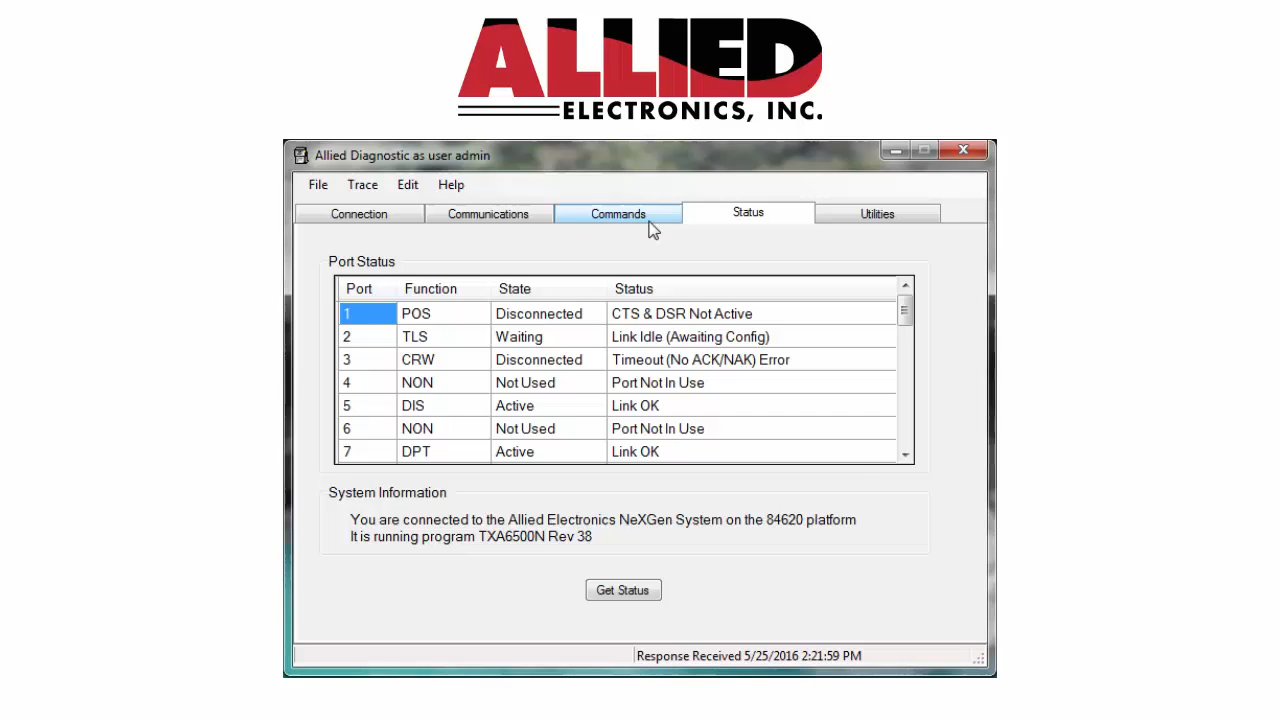 ALLIED
ELECTRONICS, INC.
Allied Diagnostic as user admin
File Trace Edit Help
Connection Communications Commands Status Utilities
Port Status
Port Function State Status
1 POS Disconnected CTS & DSR Not Active
2 TLS Waiting Link Idle (Awaiting Config)
3 CRW Disconnected Timeout (No ACK/NAK) Error
4 NON Not Used Port Not In Use
5 DIS Active Link OK
6 NON Not Used Port Not In Use
7 DPT Active Link OK
System Information
You are connected to the Allied Electronics NeXGen System on the 84620 platform
It is running program TXA6500N Rev 38
Get Status
Response Received 5/25/2016 2:21:59 PM